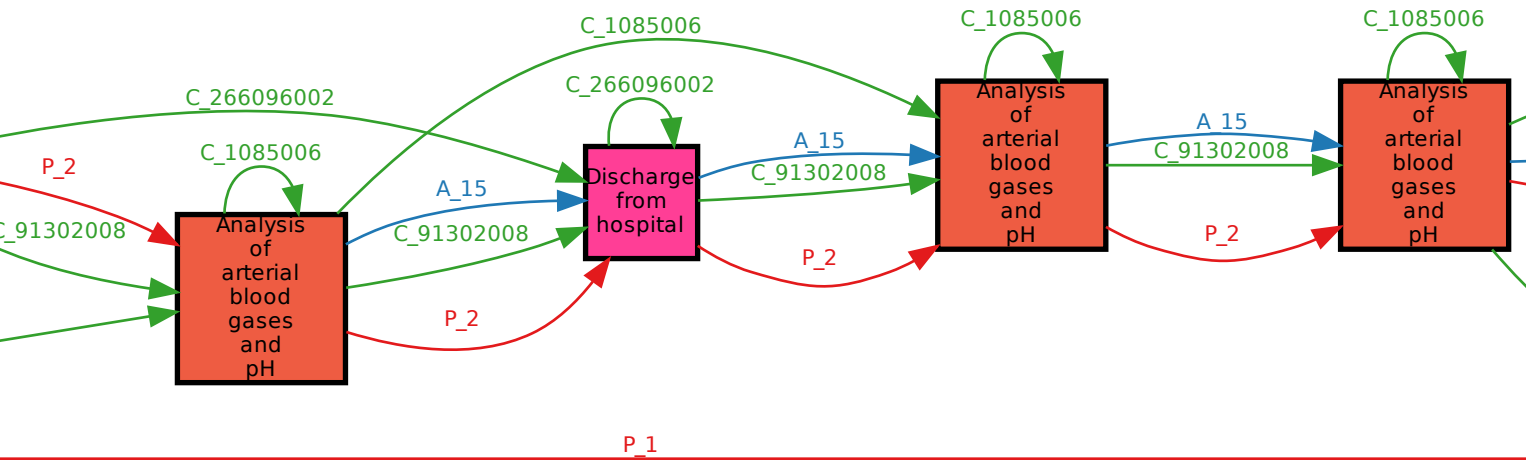 C_1085006
C_1085006
C_1085006
C_266096002
C_266096002
C_1085006
P_2
A_15
C_91302008
C_91302008
P_2
Analysis
of
arterial
blood
gases
and
pH
Discharge
from
hospital
A_15
C_91302008
P_2
Analysis
of
arterial
blood
gases
and
pH
A_15
C_91302008
P_2
Analysis
of
arterial
blood
gases
and
pH
P_1